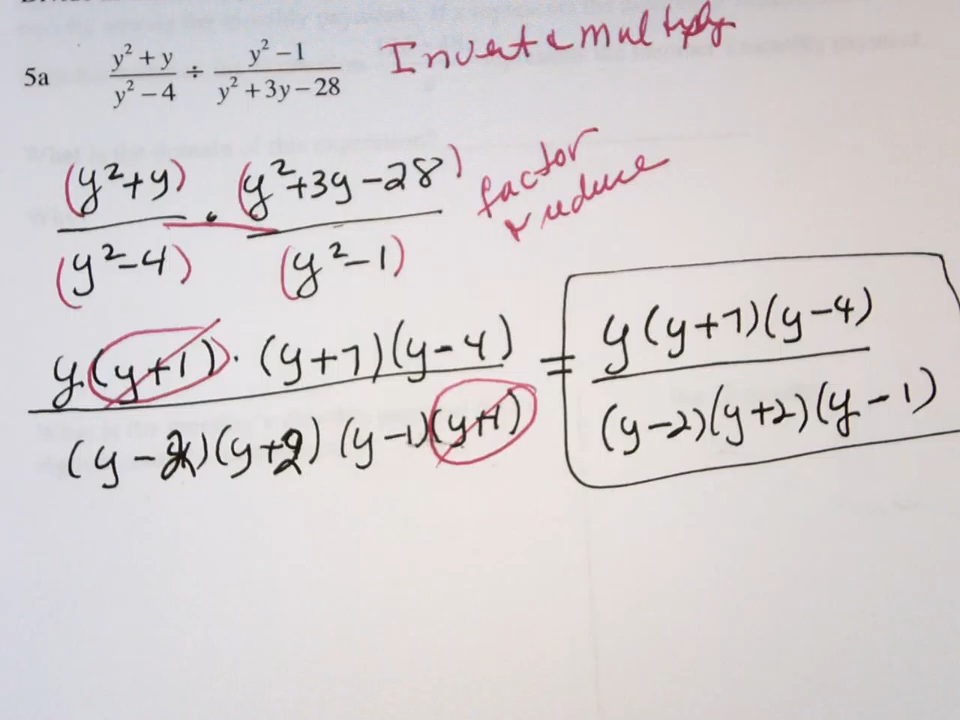 5a (y² + y)/(y² − 4) ÷ (y² − 1)/(y² + 3y − 28) Invert & multiply
(y²+y)/(y²−4) · (y²+3y−28)/(y²−1) factor
reduce
y(y+1)·(y+7)(y−4)/(y−2)(y+2)(y−1)(y+1) = y(y+7)(y−4)/(y−2)(y+2)(y−1)